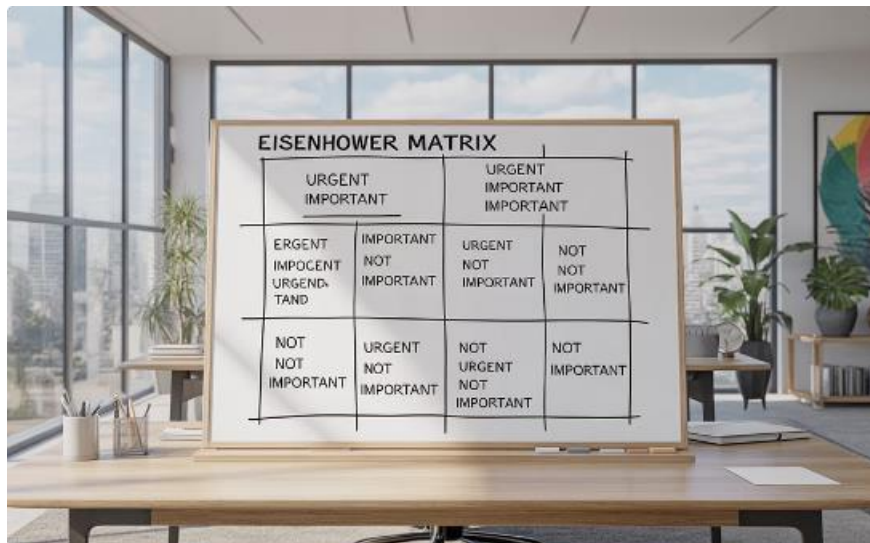 EISENHOWER MATRIX
URGENT
IMPORTANT
URGENT
IMPORTANT
IMPORTANT
ERGENT
IMPOCENT
URGEND.
TAND
IMPORTANT
NOT
IMPORTANT
URGENT
NOT
IMPORTANT
NOT
NOT
IMPORTANT
NOT
NOT
IMPORTANT
URGENT
NOT
IMPORTANT
NOT
URGENT
NOT
IMPORTANT
NOT
IMPORTANT